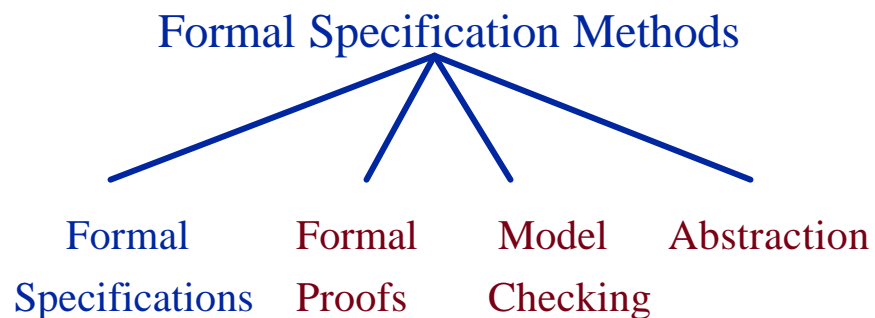 Formal Specification Methods
Formal Formal Model Abstraction
Specifications Proofs Checking